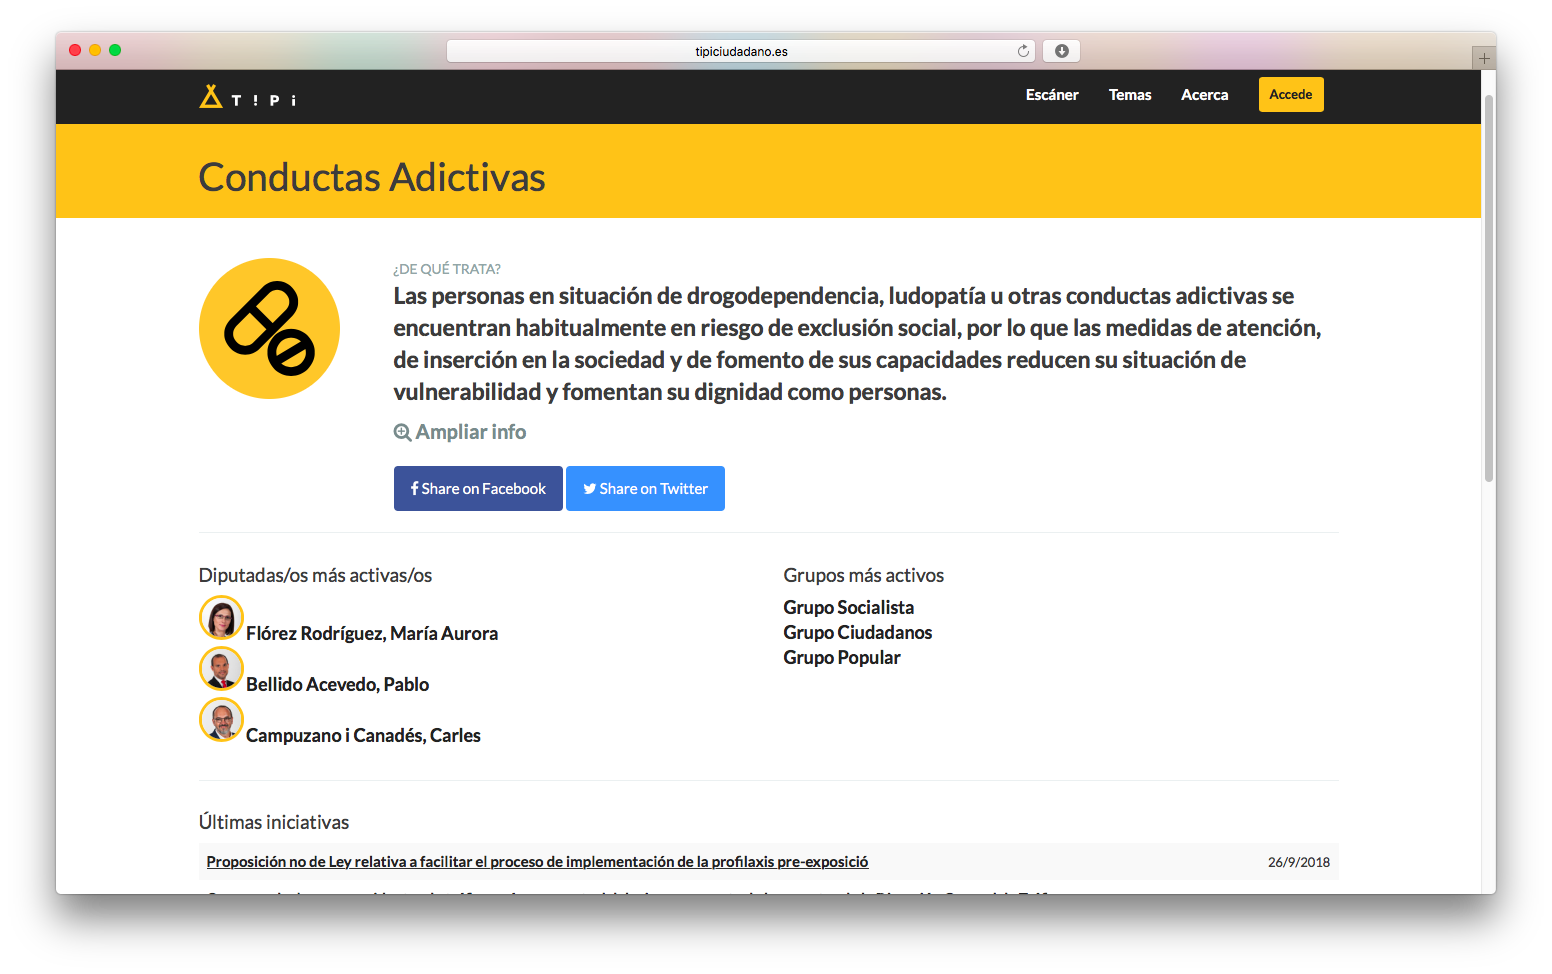 tipiciudadano.es
T!Pi
Escáner Temas Acerca Accede
Conductas Adictivas
¿DE QUÉ TRATA?
Las personas en situación de drogodependencia, ludopatía u otras conductas adictivas se
encuentran habitualmente en riesgo de exclusión social, por lo que las medidas de atención,
de inserción en la sociedad y de fomento de sus capacidades reducen su situación de
vulnerabilidad y fomentan su dignidad como personas.
Ampliar info
Share on Facebook Share on Twitter
Diputadas/os más activas/os
Flórez Rodríguez, María Aurora
Bellido Acevedo, Pablo
Campuzano i Canadés, Carles
Grupos más activos
Grupo Socialista
Grupo Ciudadanos
Grupo Popular
Últimas iniciativas
Proposición no de Ley relativa a facilitar el proceso de implementación de la profilaxis pre-exposició 26/9/2018